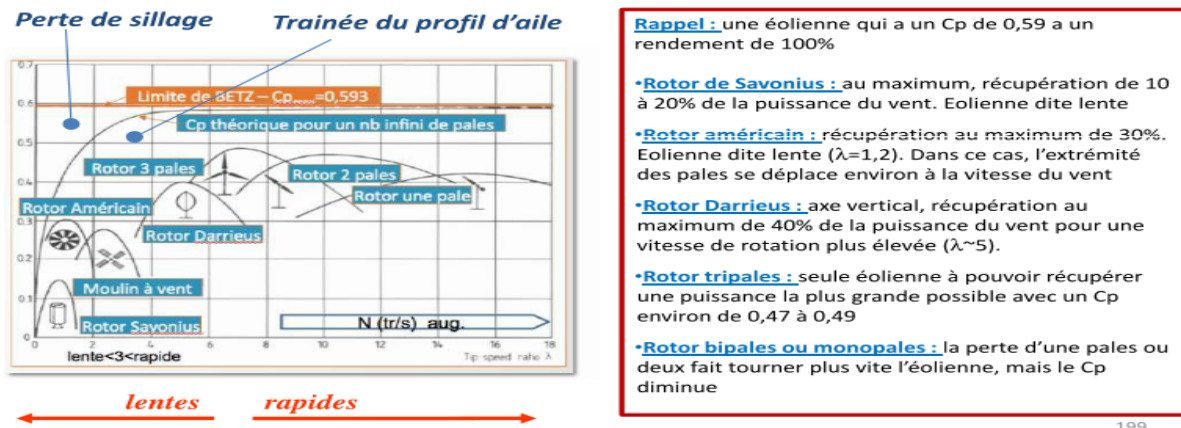 Perte de sillage
Trainée du profil d'aile
0.7
0.6
0.5
0.4
0.3
0.2
0.1
0
Limite de BETZ – Cp =0,593
Cp théorique pour un nb infini de pales
Rotor 3 pales
Rotor 2 pales
Rotor une pale
Rotor Américain
Rotor Darrieus
Moulin à vent
Rotor Savonius
N (tr/s) aug.
0 2 4 6 8 10 12 14 16 18
lente<3<rapide
Tip speed ratio λ
lentes rapides
Rappel : une éolienne qui a un Cp de 0,59 a un
rendement de 100%
•Rotor de Savonius : au maximum, récupération de 10
à 20% de la puissance du vent. Eolienne dite lente
•Rotor américain : récupération au maximum de 30%.
Eolienne dite lente (λ=1,2). Dans ce cas, l'extrémité
des pales se déplace environ à la vitesse du vent
•Rotor Darrieus : axe vertical, récupération au
maximum de 40% de la puissance du vent pour une
vitesse de rotation plus élevée (λ~5).
•Rotor tripales : seule éolienne à pouvoir récupérer
une puissance la plus grande possible avec un Cp
environ de 0,47 à 0,49
•Rotor bipales ou monopales : la perte d'une pales ou
deux fait tourner plus vite l'éolienne, mais le Cp
diminue
199